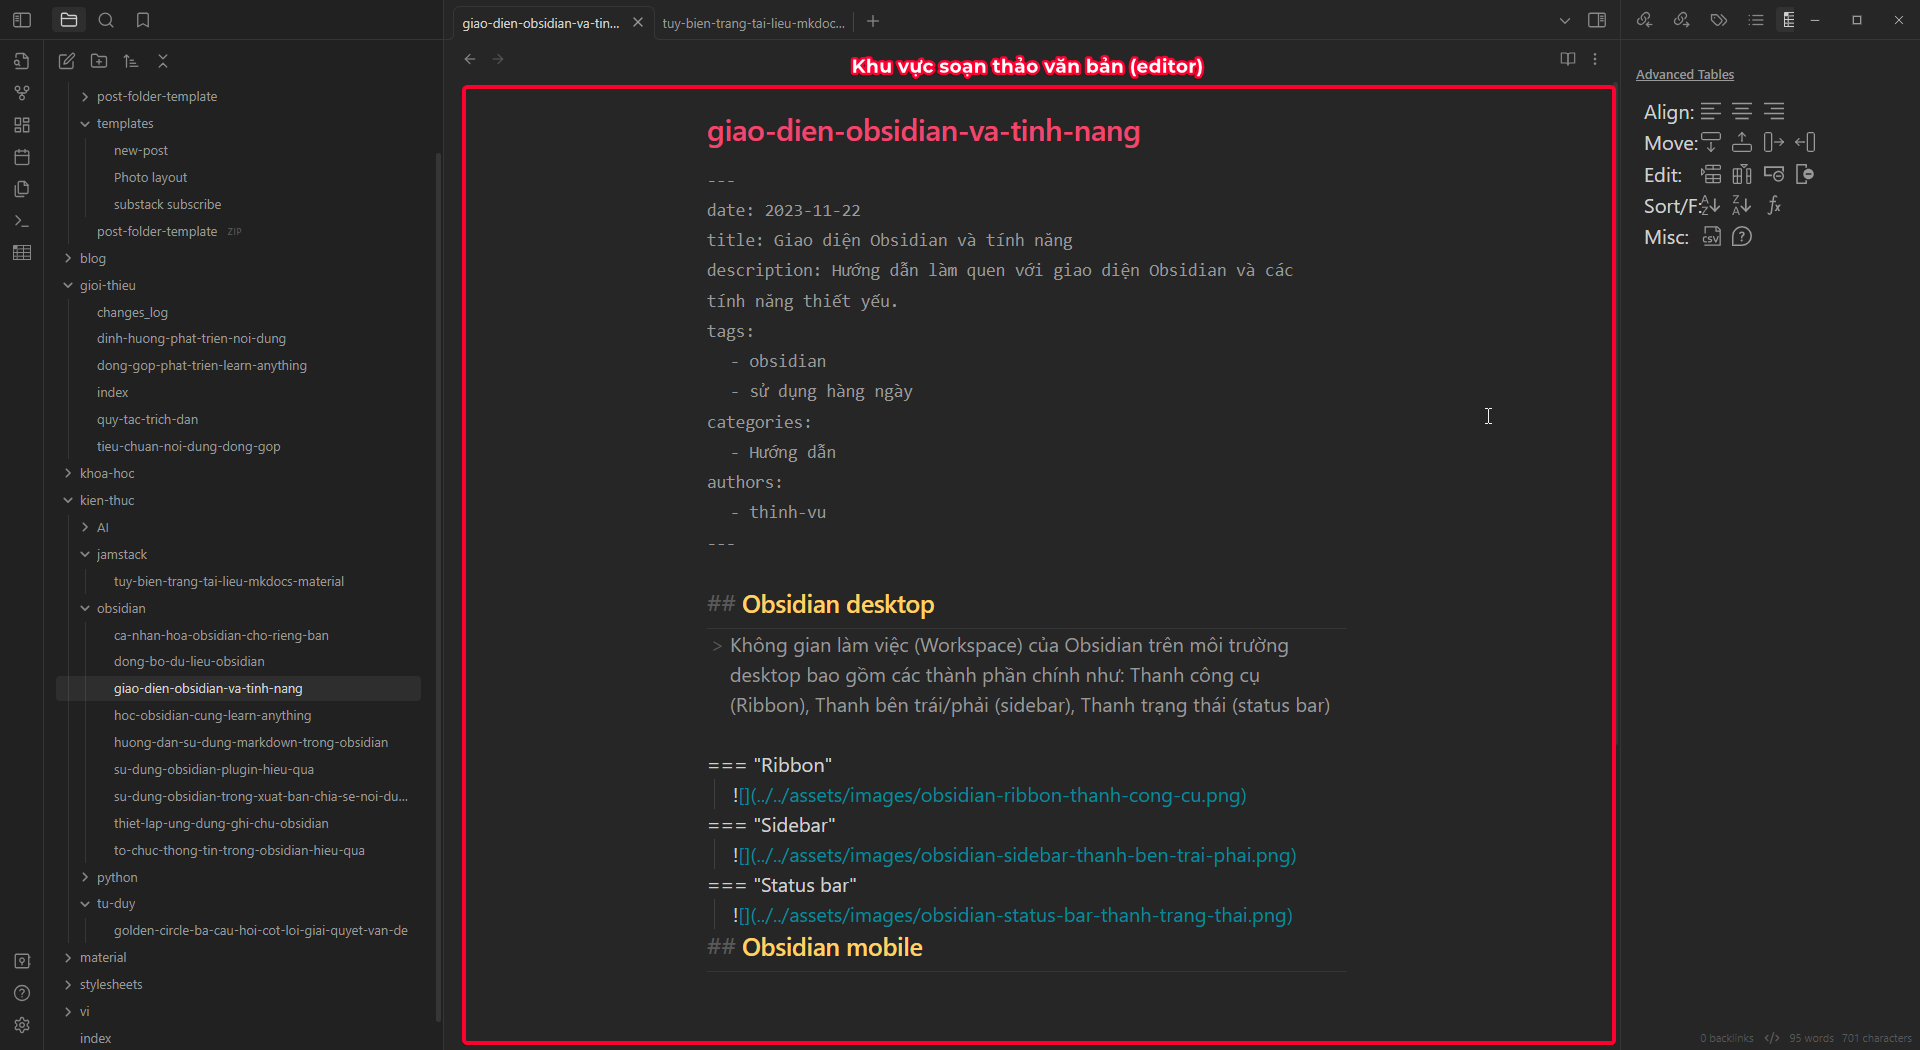 giao-dien-obsidian-va-tin...
tuy-bien-trang-tai-lieu-mkdoc...
Khu vực soạn thảo văn bản (editor)
post-folder-template
templates
new-post
Photo layout
substack subscribe
post-folder-template ZIP
blog
gioi-thieu
changes_log
dinh-huong-phat-trien-noi-dung
dong-gop-phat-trien-learn-anything
index
quy-tac-trich-dan
tieu-chuan-noi-dung-dong-gop
khoa-hoc
kien-thuc
AI
jamstack
tuy-bien-trang-tai-lieu-mkdocs-material
obsidian
ca-nhan-hoa-obsidian-cho-rieng-ban
dong-bo-du-lieu-obsidian
giao-dien-obsidian-va-tinh-nang
hoc-obsidian-cung-learn-anything
huong-dan-su-dung-markdown-trong-obsidian
su-dung-obsidian-plugin-hieu-qua
su-dung-obsidian-trong-xuat-ban-chia-se-noi-du...
thiet-lap-ung-dung-ghi-chu-obsidian
to-chuc-thong-tin-trong-obsidian-hieu-qua
python
tu-duy
golden-circle-ba-cau-hoi-cot-loi-giai-quyet-van-de
material
stylesheets
vi
index
giao-dien-obsidian-va-tinh-nang
---
date: 2023-11-22
title: Giao diện Obsidian và tính năng
description: Hướng dẫn làm quen với giao diện Obsidian và các
tính năng thiết yếu.
tags:
- obsidian
- sử dụng hàng ngày
categories:
- Hướng dẫn
authors:
- thinh-vu
---
## Obsidian desktop
> Không gian làm việc (Workspace) của Obsidian trên môi trường
desktop bao gồm các thành phần chính như: Thanh công cụ
(Ribbon), Thanh bên trái/phải (sidebar), Thanh trạng thái (status bar)
=== "Ribbon"
![](../../assets/images/obsidian-ribbon-thanh-cong-cu.png)
=== "Sidebar"
![](../../assets/images/obsidian-sidebar-thanh-ben-trai-phai.png)
=== "Status bar"
![](../../assets/images/obsidian-status-bar-thanh-trang-thai.png)
## Obsidian mobile
Advanced Tables
Align:
Move:
Edit:
Sort/F:
Misc:
0 backlinks </> 95 words 701 characters